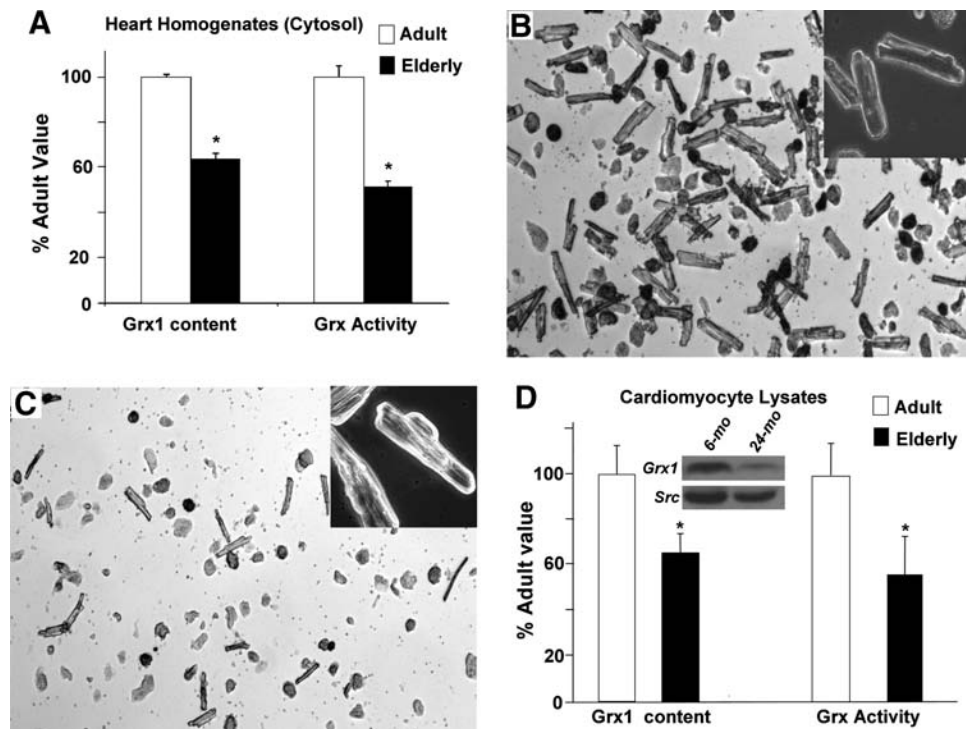 A
Heart Homogenates (Cytosol)
Adult
Elderly
% Adult Value
100
60
20
0
*
*
Grx1 content
Grx Activity
B
C
D
Cardiomyocyte Lysates
Adult
Elderly
6-mo
24-mo
Grx1
Src
% Adult value
100
60
20
0
*
*
Grx1 content
Grx Activity